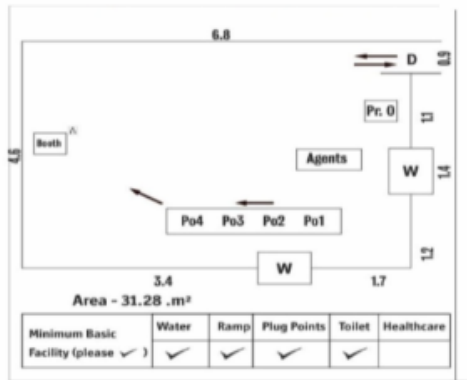 6.8
D
0.9
Pr. O
1.1
Booth
Agents
4.6
W
1.4
Po4 Po3 Po2 Po1
1.2
3.4 W 1.7
Area - 31.28 .m²
Minimum Basic Facility (please ✓ ) Water Ramp Plug Points Toilet Healthcare
✓ ✓ ✓ ✓